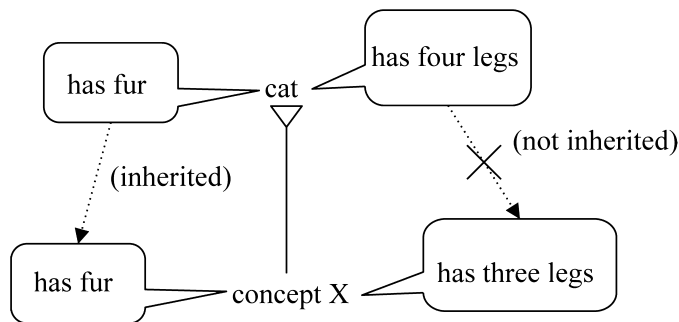 has fur
cat
has four legs
(inherited)
(not inherited)
has fur
concept X
has three legs